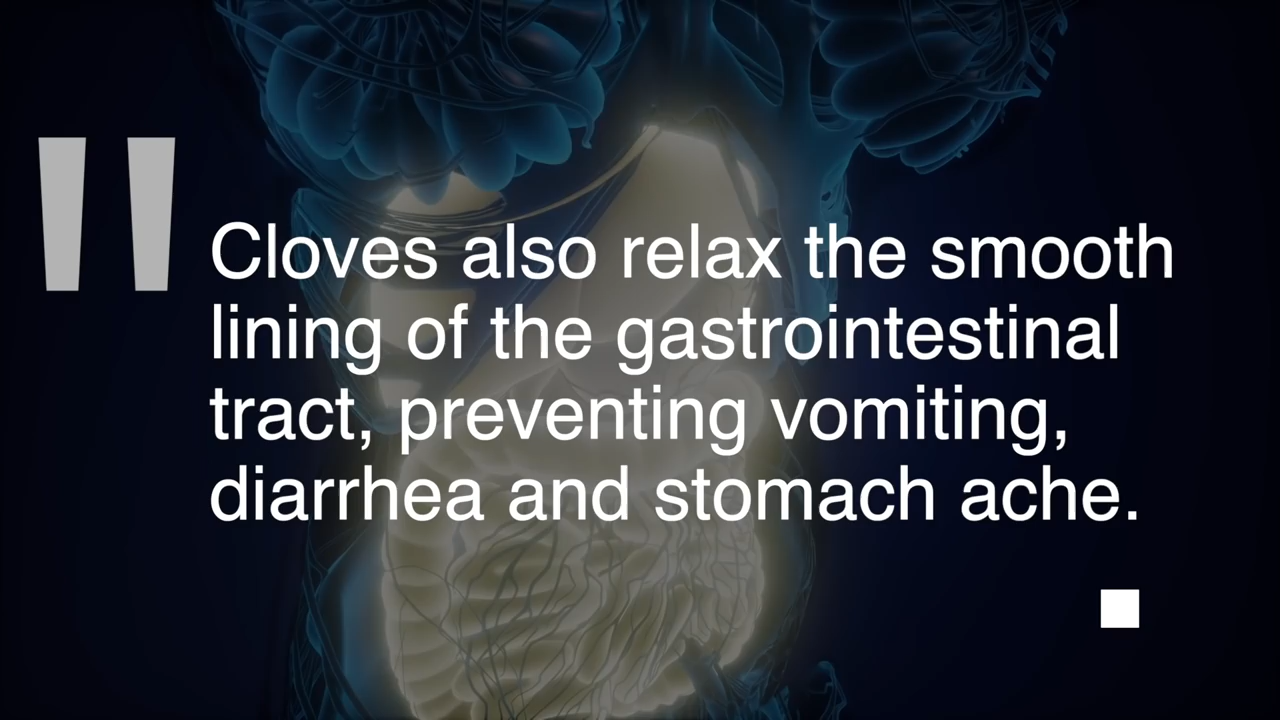 "Cloves also relax the smooth
lining of the gastrointestinal
tract, preventing vomiting,
diarrhea and stomach ache.